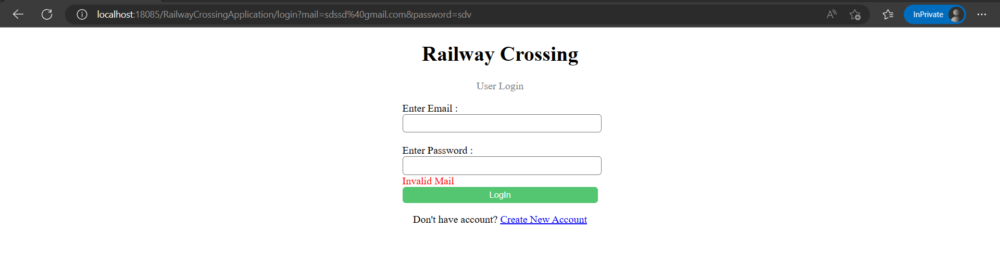 localhost:18085/RailwayCrossingApplication/login?mail=sdssd%40gmail.com&password=sdv
InPrivate
Railway Crossing
User Login
Enter Email :
Enter Password :
Invalid Mail
LogIn
Don't have account? Create New Account